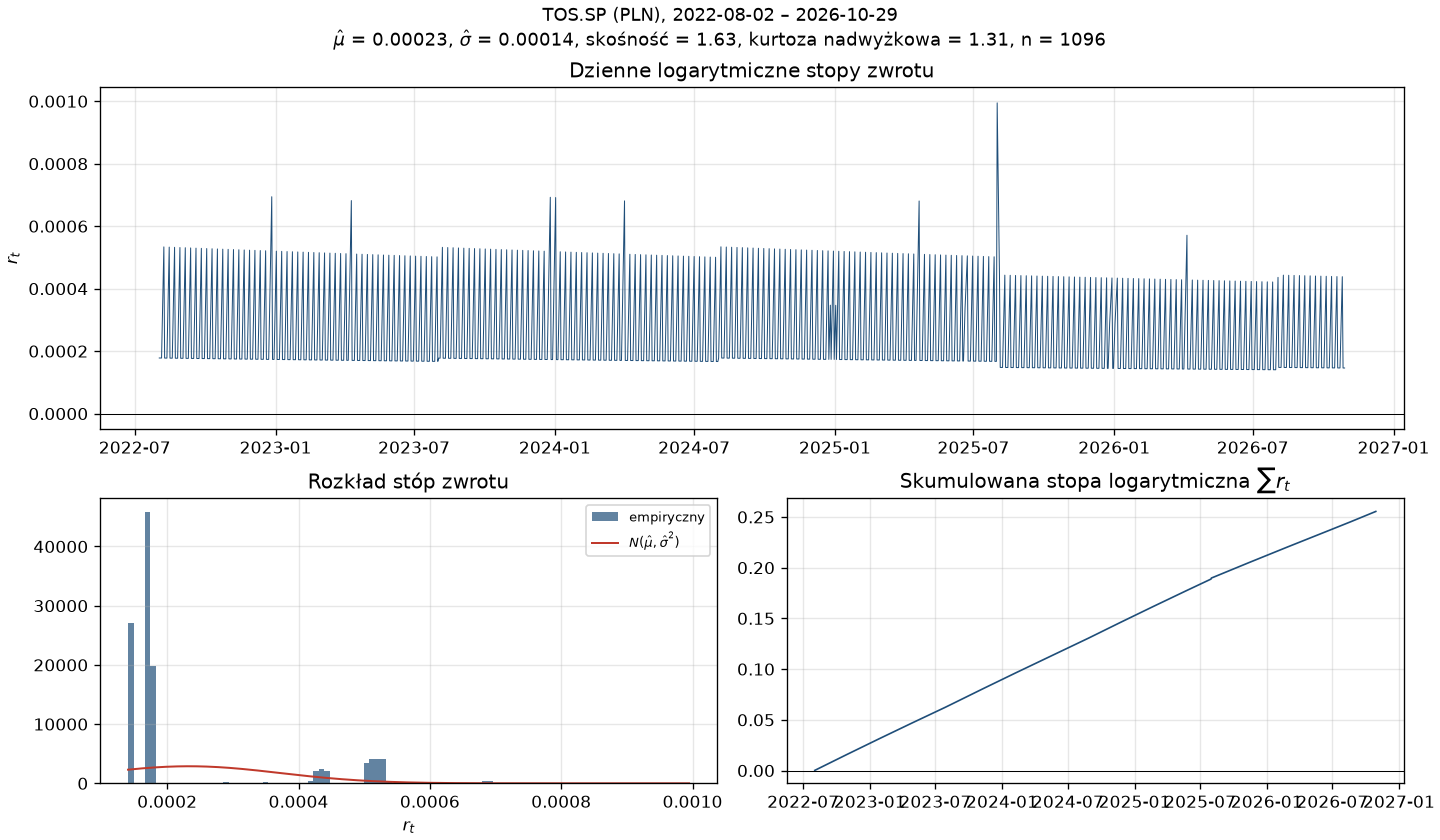 TOS.SP (PLN), 2022-08-02 – 2026-10-29
μ̂ = 0.00023, σ̂ = 0.00014, skośność = 1.63, kurtoza nadwyżkowa = 1.31, n = 1096
Dzienne logarytmiczne stopy zwrotu
0.0010
0.0008
0.0006
0.0004
0.0002
0.0000
r_t
2022-07 2023-01 2023-07 2024-01 2024-07 2025-01 2025-07 2026-01 2026-07 2027-01
Rozkład stóp zwrotu
empiryczny
N(μ̂, σ̂²)
40000
30000
20000
10000
0
0.0002 0.0004 0.0006 0.0008 0.0010
r_t
Skumulowana stopa logarytmiczna ∑r_t
0.25
0.20
0.15
0.10
0.05
0.00
2022-07 2023-01 2023-07 2024-01 2024-07 2025-01 2025-07 2026-01 2026-07 2027-01